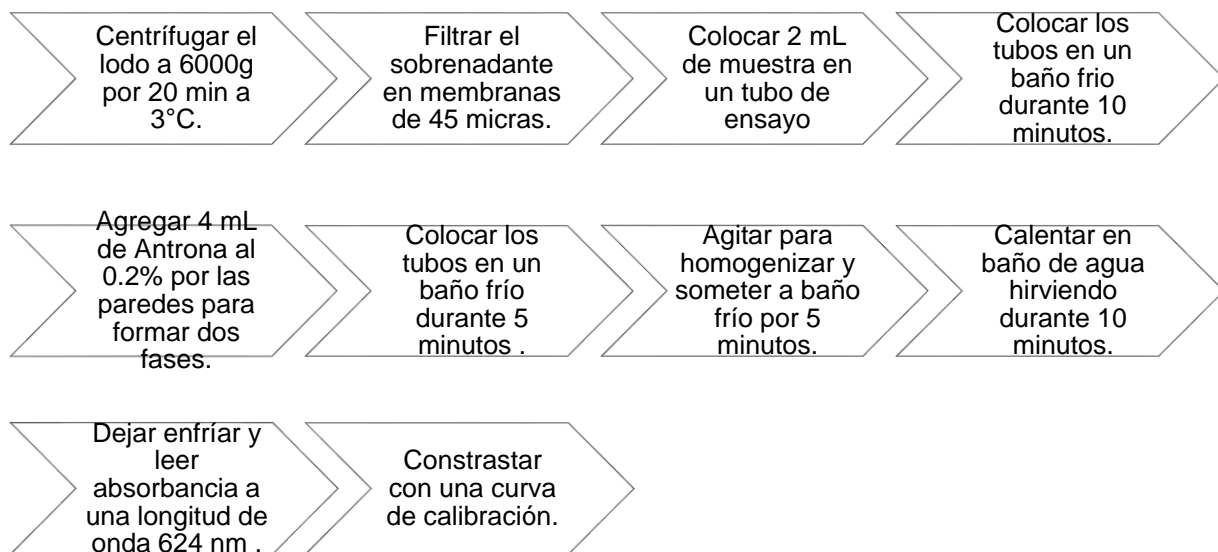 Centrífugar el
lodo a 6000g
por 20 min a
3°C.
Filtrar el
sobrenadante
en membranas
de 45 micras.
Colocar 2 mL
de muestra en
un tubo de
ensayo
Colocar los
tubos en un
baño frio
durante 10
minutos.
Agregar 4 mL
de Antrona al
0.2% por las
paredes para
formar dos
fases.
Colocar los
tubos en un
baño frío
durante 5
minutos .
Agitar para
homogenizar y
someter a baño
frío por 5
minutos.
Calentar en
baño de agua
hirviendo
durante 10
minutos.
Dejar enfríar y
leer
absorbancia a
una longitud de
onda 624 nm .
Constrastar
con una curva
de calibración.